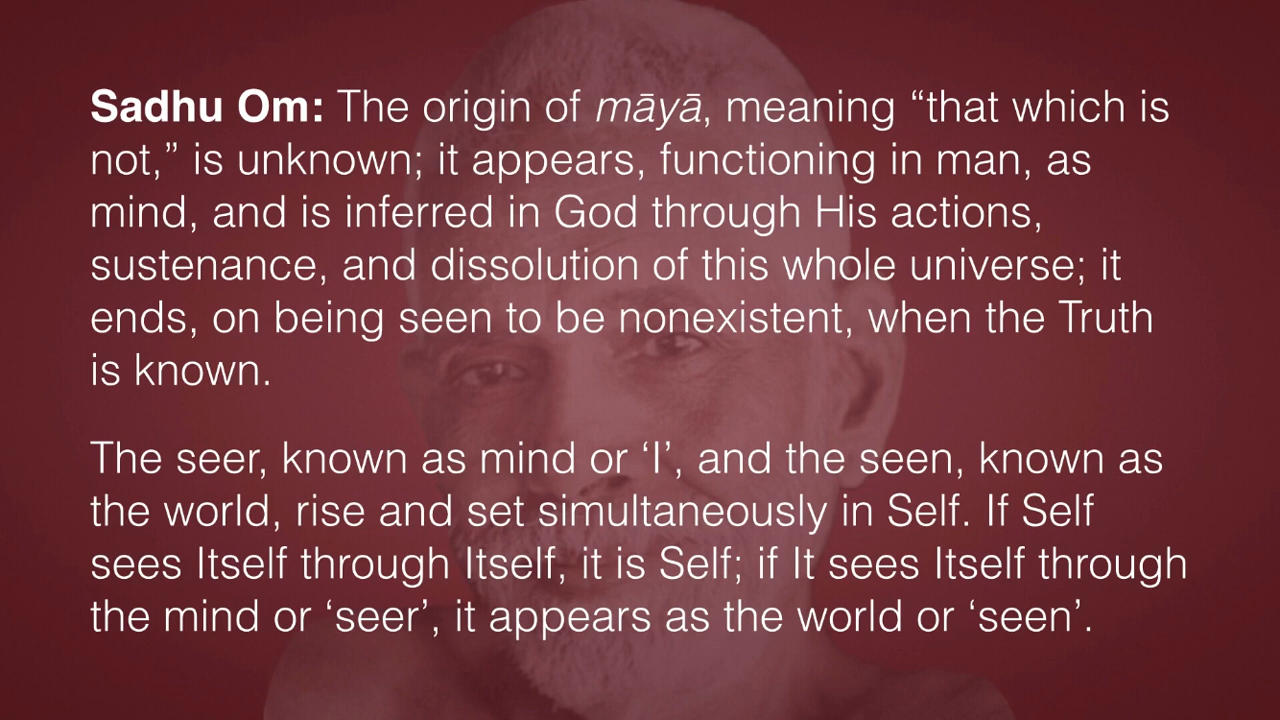 Sadhu Om: The origin of māyā, meaning “that which is
not,” is unknown; it appears, functioning in man, as
mind, and is inferred in God through His actions,
sustenance, and dissolution of this whole universe; it
ends, on being seen to be nonexistent, when the Truth
is known.
The seer, known as mind or ‘I’, and the seen, known as
the world, rise and set simultaneously in Self. If Self
sees Itself through Itself, it is Self; if It sees Itself through
the mind or ‘seer’, it appears as the world or ‘seen’.